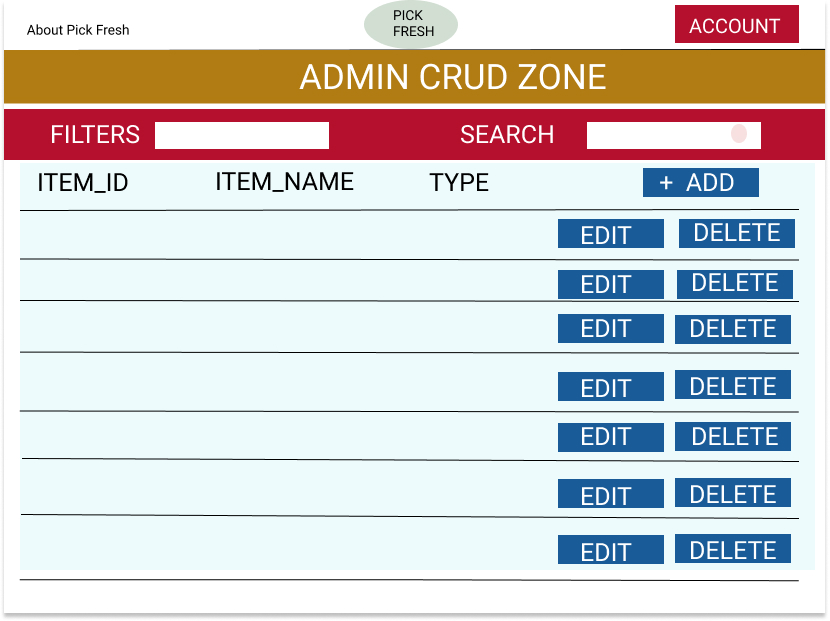 About Pick Fresh
PICK
FRESH
ACCOUNT
ADMIN CRUD ZONE
FILTERS
SEARCH
ITEM_ID
ITEM_NAME
TYPE
+ ADD
EDIT
DELETE
EDIT
DELETE
EDIT
DELETE
EDIT
DELETE
EDIT
DELETE
EDIT
DELETE
EDIT
DELETE